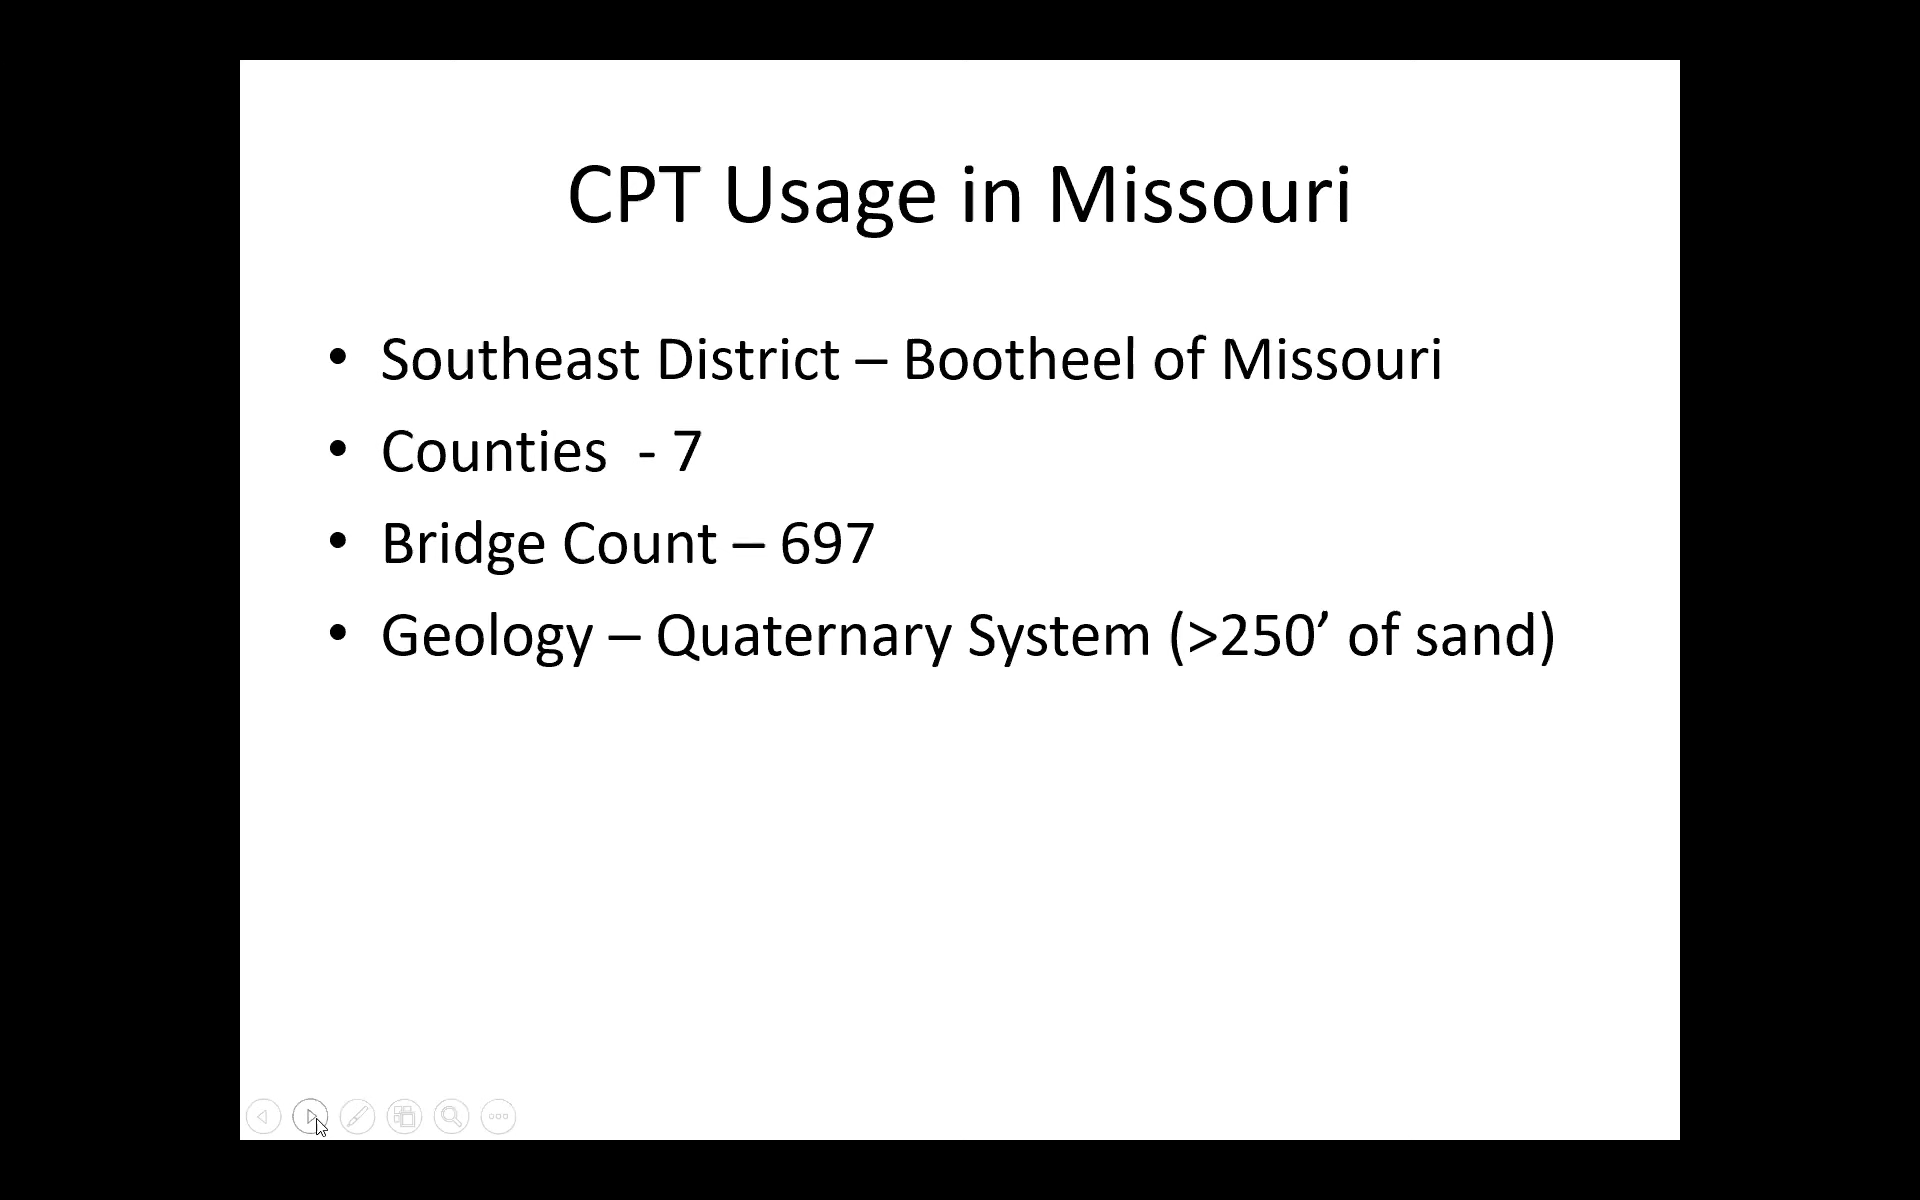 CPT Usage in Missouri
• Southeast District – Bootheel of Missouri
• Counties  - 7
• Bridge Count – 697
• Geology – Quaternary System (>250’ of sand)